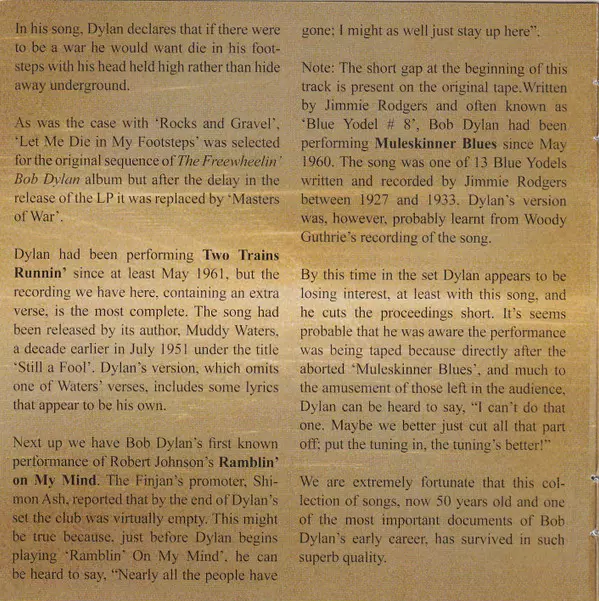 In his song, Dylan declares that if there were
to be a war he would want die in his foot-
steps with his head held high rather than hide
away underground.
As was the case with ‘Rocks and Gravel’,
‘Let Me Die in My Footsteps’ was selected
for the original sequence of The Freewheelin’
Bob Dylan album but after the delay in the
release of the LP it was replaced by ‘Masters
of War’.
Dylan had been performing Two Trains
Runnin’ since at least May 1961, but the
recording we have here, containing an extra
verse, is the most complete. The song had
been released by its author, Muddy Waters,
a decade earlier in July 1951 under the title
‘Still a Fool’. Dylan’s version, which omits
one of Waters’ verses, includes some lyrics
that appear to be his own.
Next up we have Bob Dylan’s first known
performance of Robert Johnson’s Ramblin’
on My Mind. The Finjan’s promoter, Shi-
mon Ash, reported that by the end of Dylan’s
set the club was virtually empty. This might
be true because, just before Dylan begins
playing ‘Ramblin’ On My Mind’, he can
be heard to say, “Nearly all the people have
gone; I might as well just stay up here”.
Note: The short gap at the beginning of this
track is present on the original tape.Written
by Jimmie Rodgers and often known as
‘Blue Yodel # 8’, Bob Dylan had been
performing Muleskinner Blues since May
1960. The song was one of 13 Blue Yodels
written and recorded by Jimmie Rodgers
between 1927 and 1933. Dylan’s version
was, however, probably learnt from Woody
Guthrie’s recording of the song.
By this time in the set Dylan appears to be
losing interest, at least with this song, and
he cuts the proceedings short. It’s seems
probable that he was aware the performance
was being taped because directly after the
aborted ‘Muleskinner Blues’, and much to
the amusement of those left in the audience,
Dylan can be heard to say, “I can’t do that
one. Maybe we better just cut all that part
off; put the tuning in, the tuning’s better!”
We are extremely fortunate that this col-
lection of songs, now 50 years old and one
of the most important documents of Bob
Dylan’s early career, has survived in such
superb quality.